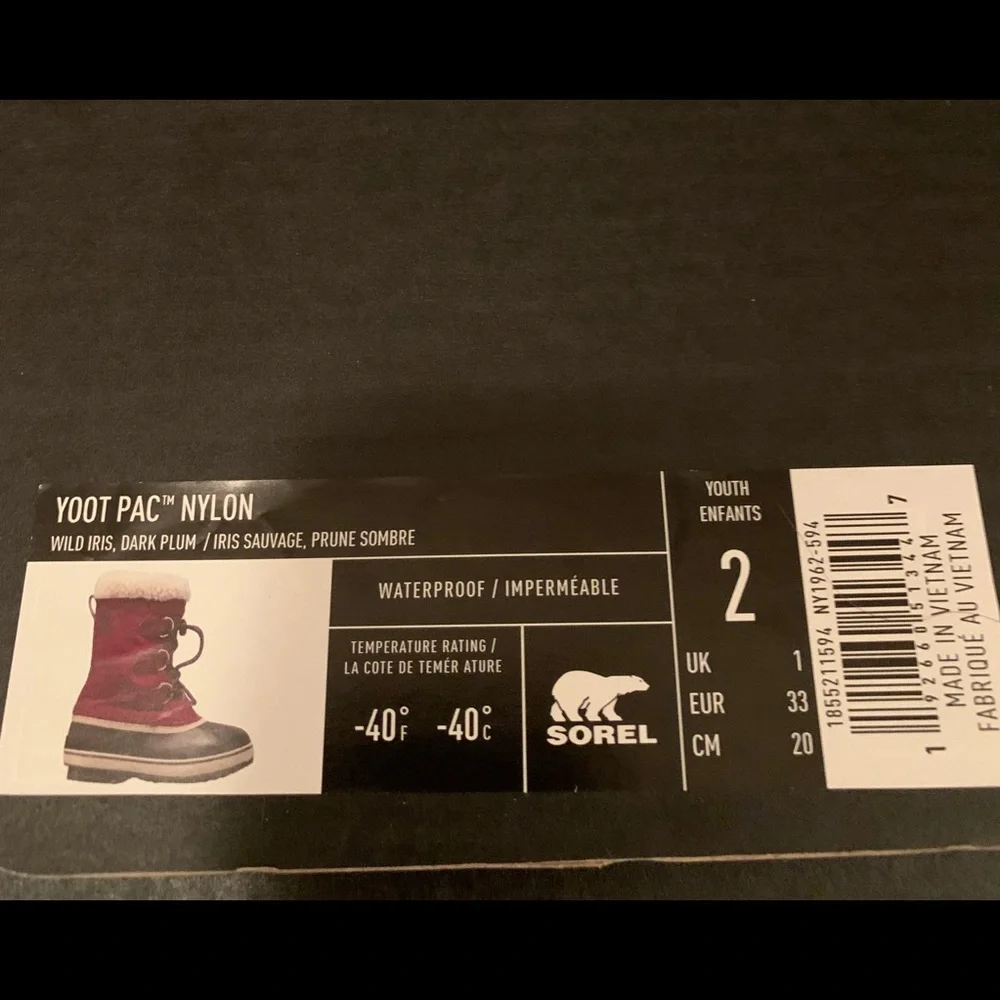 YOOT PAC™ NYLON
WILD IRIS, DARK PLUM / IRIS SAUVAGE, PRUNE SOMBRE
WATERPROOF / IMPERMÉABLE
TEMPERATURE RATING /
LA COTE DE TEMÉR ATURE
-40°F -40°C
SOREL
YOUTH
ENFANTS
2
UK 1
EUR 33
CM 20
1855211594 NY1962-594
1 92660 51344 7
MADE IN VIETNAM
FABRIQUÉ AU VIETNAM